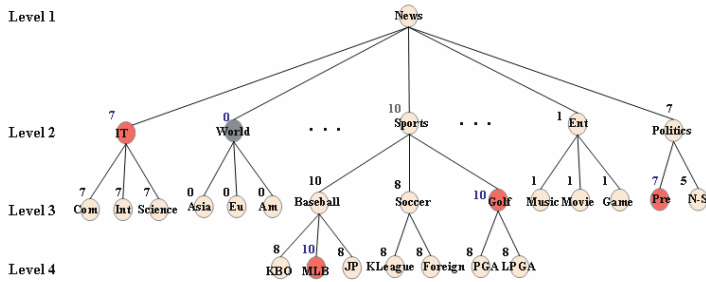 Level 1 News
7 0 10 1 7
Level 2 IT World . . . Sports . . . Ent Politics
7 7 7 0 0 0 10 8 10 1 1 1 7 5
Level 3 Com Int Science Asia Eu Am Baseball Soccer Golf Music Movie Game Pre N-S
8 10 8 8 8 8 8
Level 4 KBO MLB JP KLeague Foreign PGA LPGA